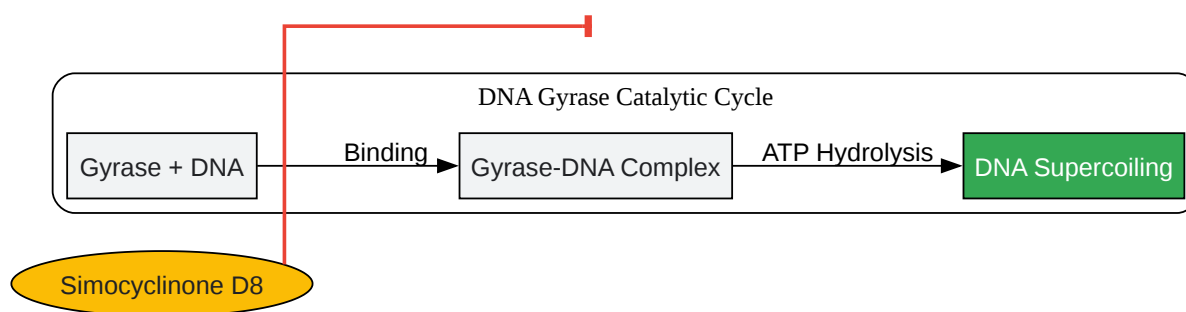 DNA Gyrase Catalytic Cycle
Gyrase + DNA
Binding
Gyrase-DNA Complex
ATP Hydrolysis
DNA Supercoiling
Simocyclinone D8